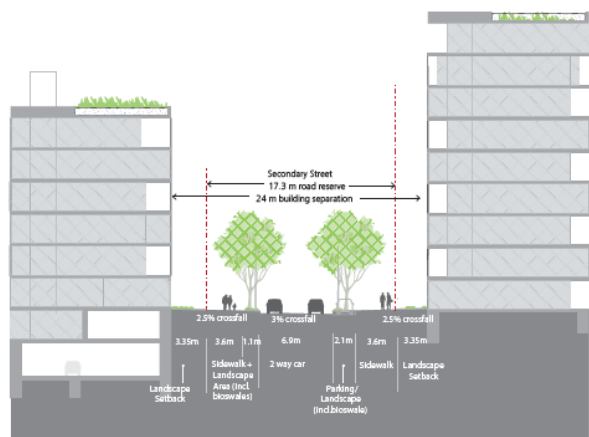 Secondary Street
17.3 m road reserve
24 m building separation
2.5% crossfall
3% crossfall
2.5% crossfall
3.35m
3.6m
1.1m
6.9m
2.1m
3.6m
3.35m
Landscape
Setback
Sidewalk +
Landscape
Area (incl.
bioswales)
2 way car
Parking/
Landscape
(incl.bioswale)
Sidewalk
Landscape
Setback